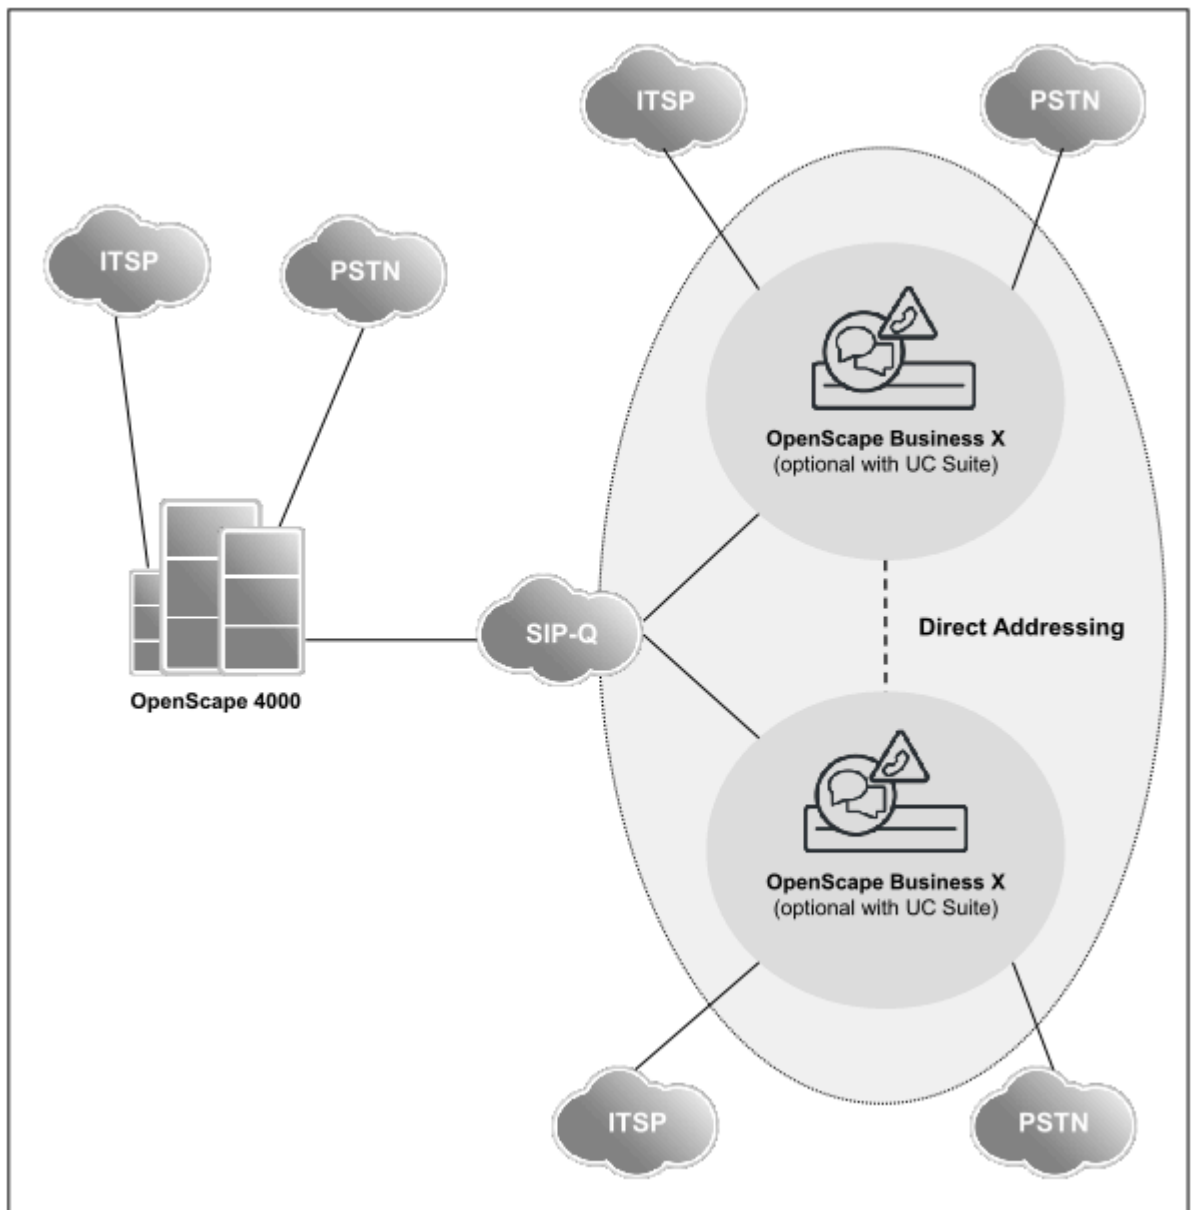 ITSP
PSTN
ITSP
PSTN
OpenScape Business X
(optional with UC Suite)
SIP-Q
Direct Addressing
OpenScape 4000
OpenScape Business X
(optional with UC Suite)
ITSP
PSTN